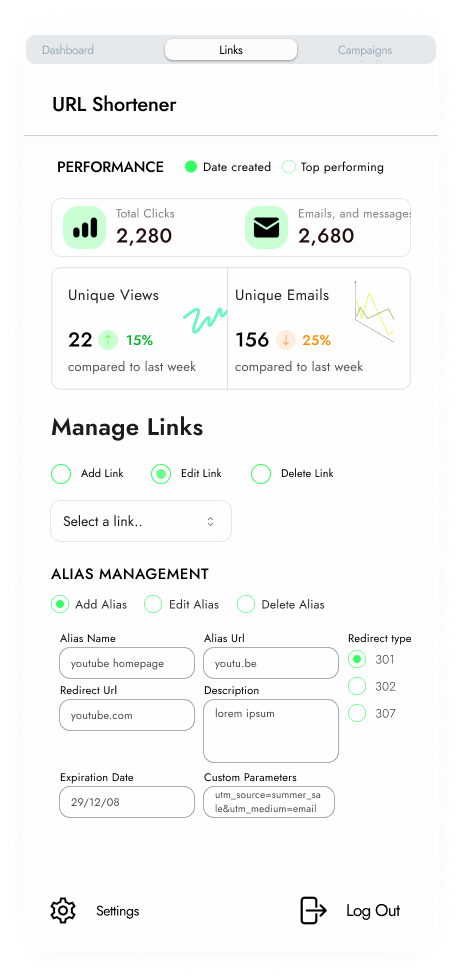 Dashboard Links Campaigns
URL Shortener
PERFORMANCE Date created Top performing
Total Clicks
2,280
Emails, and messages
2,680
Unique Views
22 ↑ 15%
compared to last week
Unique Emails
156 ↓ 25%
compared to last week
Manage Links
Add Link Edit Link Delete Link
Select a link..
ALIAS MANAGEMENT
Add Alias Edit Alias Delete Alias
Alias Name
youtube homepage
Alias Url
youtu.be
Redirect type
301
302
307
Redirect Url
youtube.com
Description
lorem ipsum
Expiration Date
29/12/08
Custom Parameters
utm_source=summer_sa
le&utm_medium=email
Settings
Log Out